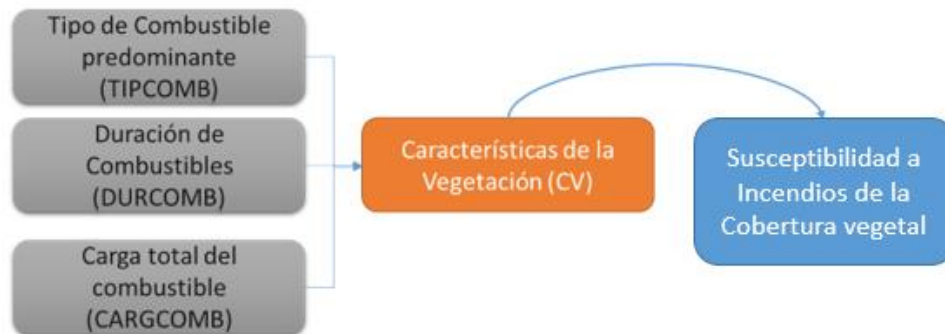 Tipo de Combustible
predominante
(TIPCOMB)
Duración de
Combustibles
(DURCOMB)
Carga total del
combustible
(CARGCOMB)
Características de la
Vegetación (CV)
Susceptibilidad a
Incendios de la
Cobertura vegetal